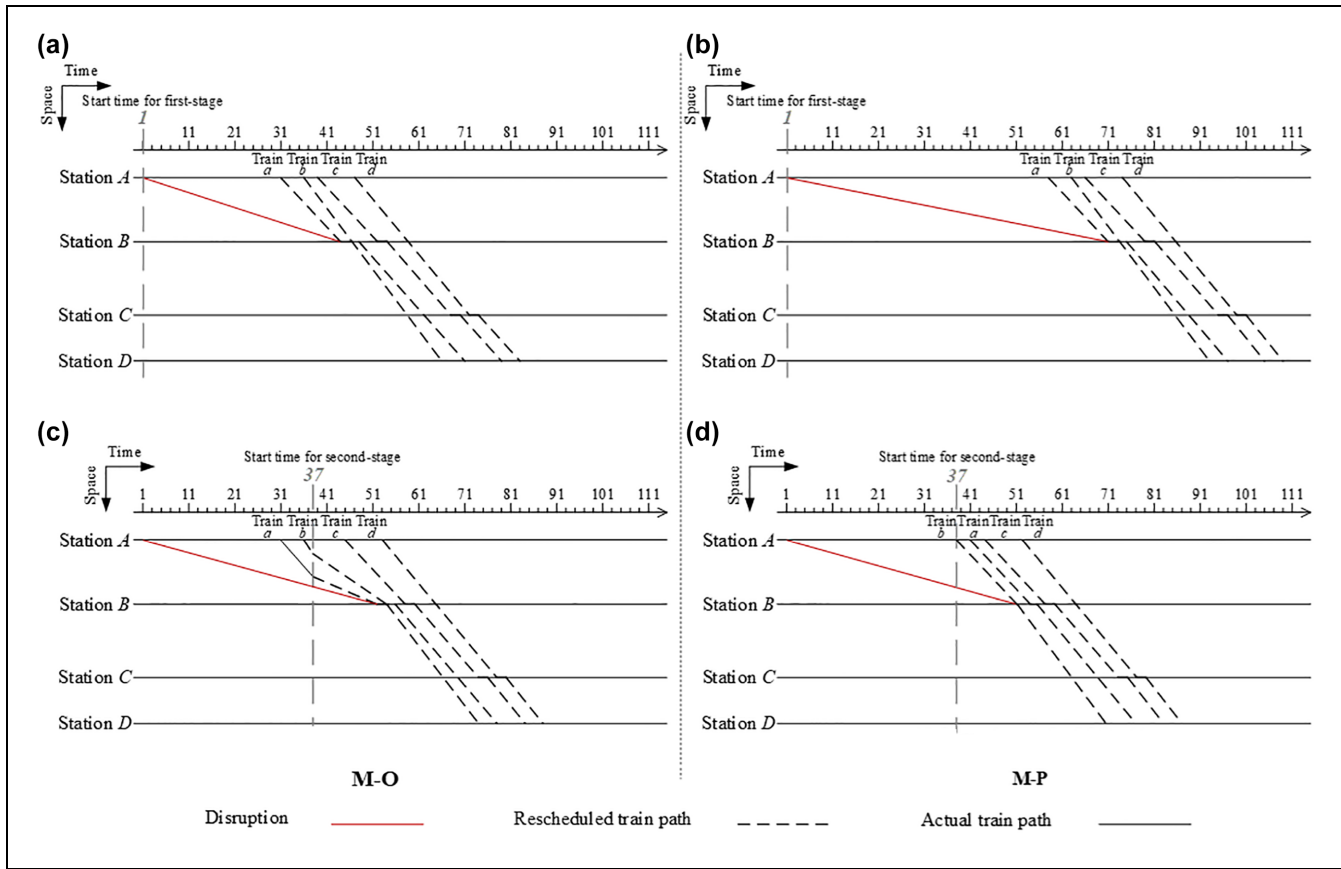 (a)
Time
Space
Start time for first-stage
1
11 21 31 41 51 61 71 81 91 101 111
Train Train Train Train
a b c d
Station A
Station B
Station C
Station D
(b)
Time
Space
Start time for first-stage
1
11 21 31 41 51 61 71 81 91 101 111
Train Train Train Train
a b c d
Station A
Station B
Station C
Station D
(c)
Time
Space
Start time for second-stage
37
1 11 21 31 41 51 61 71 81 91 101 111
Train Train Train Train
a b c d
Station A
Station B
Station C
Station D
M-O
(d)
Time
Space
Start time for second-stage
37
1 11 21 31 41 51 61 71 81 91 101 111
Train Train Train Train
b a c d
Station A
Station B
Station C
Station D
M-P
Disruption Rescheduled train path Actual train path